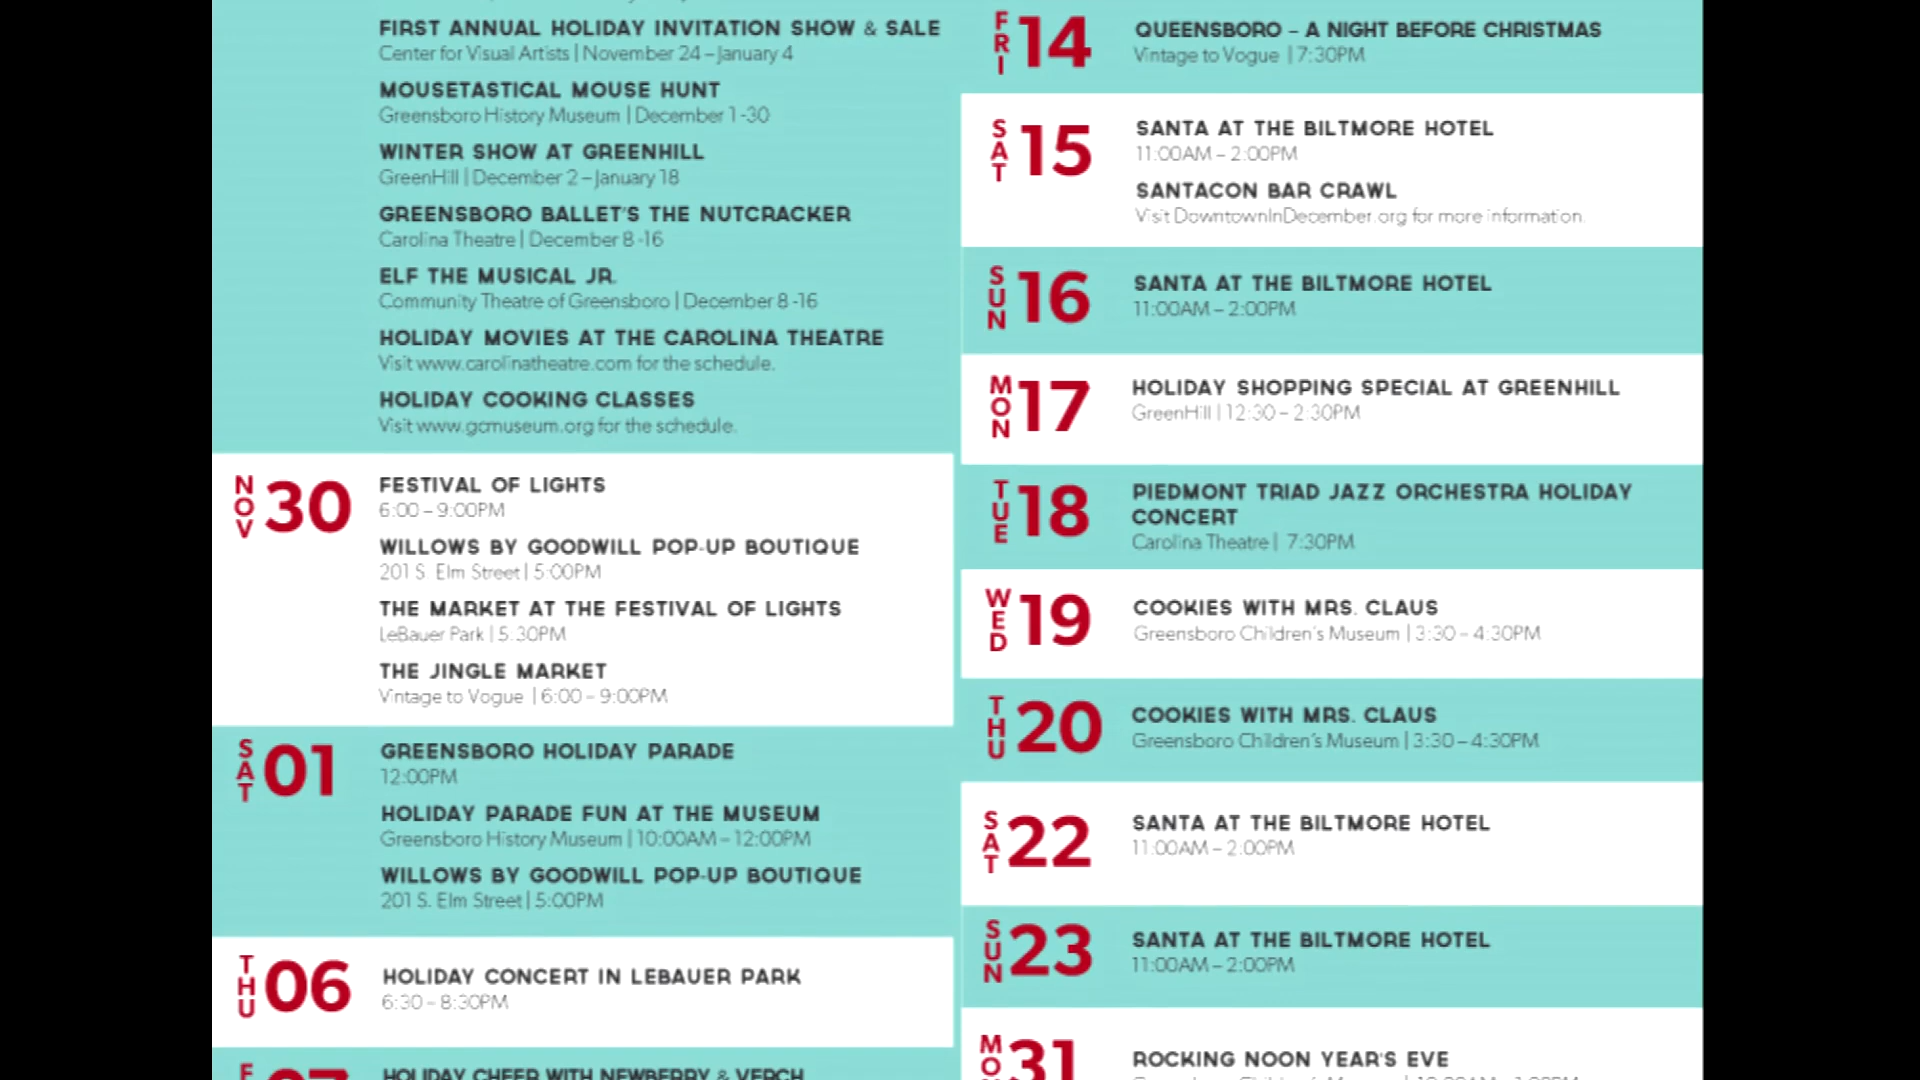 FIRST ANNUAL HOLIDAY INVITATION SHOW & SALE
Center for Visual Artists | November 24 – January 4
MOUSETASTICAL MOUSE HUNT
Greensboro History Museum | December 1 -30
WINTER SHOW AT GREENHILL
GreenHill | December 2 – January 18
GREENSBORO BALLET'S THE NUTCRACKER
Carolina Theatre | December 8 -16
ELF THE MUSICAL JR.
Community Theatre of Greensboro | December 8 -16
HOLIDAY MOVIES AT THE CAROLINA THEATRE
Visit www.carolinatheatre.com for the schedule.
HOLIDAY COOKING CLASSES
Visit www.gcmuseum.org for the schedule.
NOV 30
FESTIVAL OF LIGHTS
6:00 – 9:00PM
WILLOWS BY GOODWILL POP-UP BOUTIQUE
201 S. Elm Street | 5:00PM
THE MARKET AT THE FESTIVAL OF LIGHTS
LeBauer Park | 5:30PM
THE JINGLE MARKET
Vintage to Vogue | 6:00 – 9:00PM
SAT 01
GREENSBORO HOLIDAY PARADE
12:00PM
HOLIDAY PARADE FUN AT THE MUSEUM
Greensboro History Museum | 10:00AM – 12:00PM
WILLOWS BY GOODWILL POP-UP BOUTIQUE
201 S. Elm Street | 5:00PM
THU 06
HOLIDAY CONCERT IN LEBAUER PARK
6:30 – 8:30PM
HOLIDAY CHEER WITH NEWBERRY & VERCH
FRI 14
QUEENSBORO – A NIGHT BEFORE CHRISTMAS
Vintage to Vogue | 7:30PM
SAT 15
SANTA AT THE BILTMORE HOTEL
11:00AM – 2:00PM
SANTACON BAR CRAWL
Visit DowntownInDecember.org for more information.
SUN 16
SANTA AT THE BILTMORE HOTEL
11:00AM – 2:00PM
MON 17
HOLIDAY SHOPPING SPECIAL AT GREENHILL
GreenHill | 12:30 – 2:30PM
TUE 18
PIEDMONT TRIAD JAZZ ORCHESTRA HOLIDAY
CONCERT
Carolina Theatre | 7:30PM
WED 19
COOKIES WITH MRS. CLAUS
Greensboro Children's Museum | 3:30 – 4:30PM
THU 20
COOKIES WITH MRS. CLAUS
Greensboro Children's Museum | 3:30 – 4:30PM
SAT 22
SANTA AT THE BILTMORE HOTEL
11:00AM – 2:00PM
SUN 23
SANTA AT THE BILTMORE HOTEL
11:00AM – 2:00PM
31
ROCKING NOON YEAR'S EVE